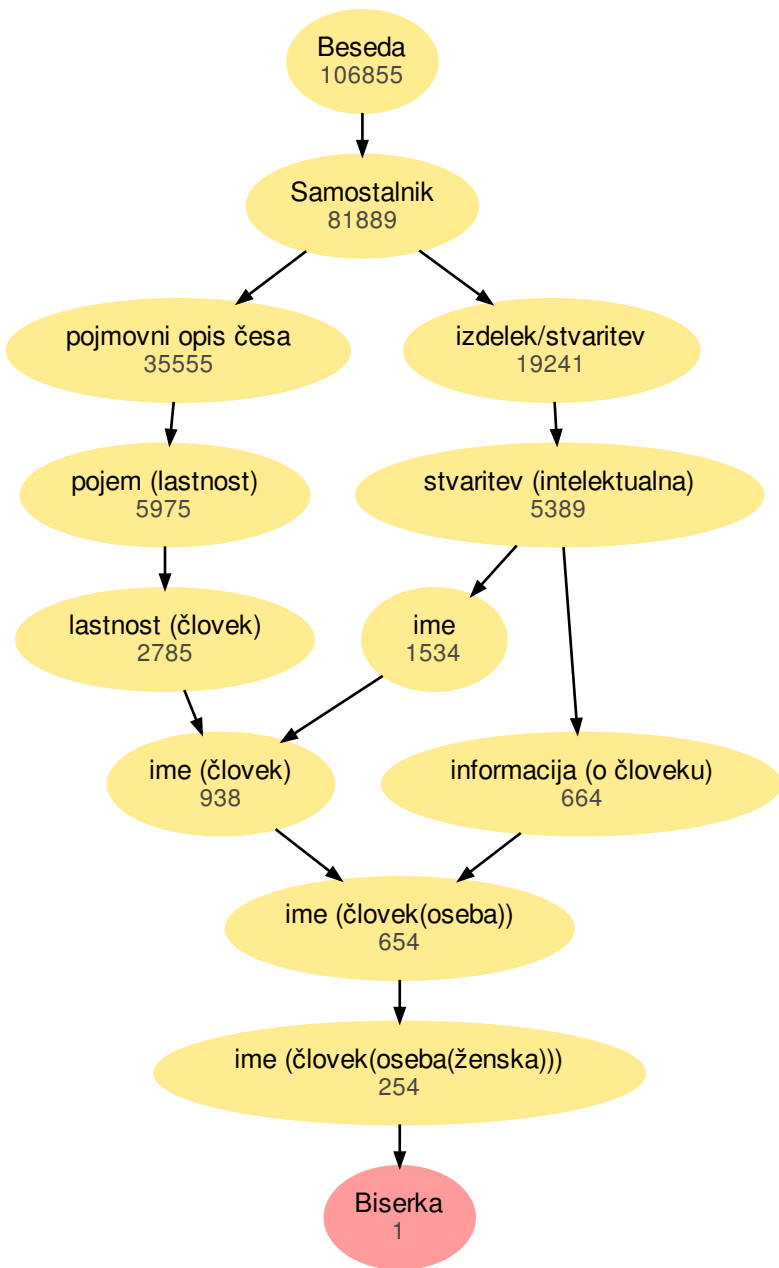 Beseda
106855
Samostalnik
81889
pojmovni opis česa
35555
izdelek/stvaritev
19241
pojem (lastnost)
5975
stvaritev (intelektualna)
5389
lastnost (človek)
2785
ime
1534
ime (človek)
938
informacija (o človeku)
664
ime (človek(oseba))
654
ime (človek(oseba(ženska)))
254
Biserka
1